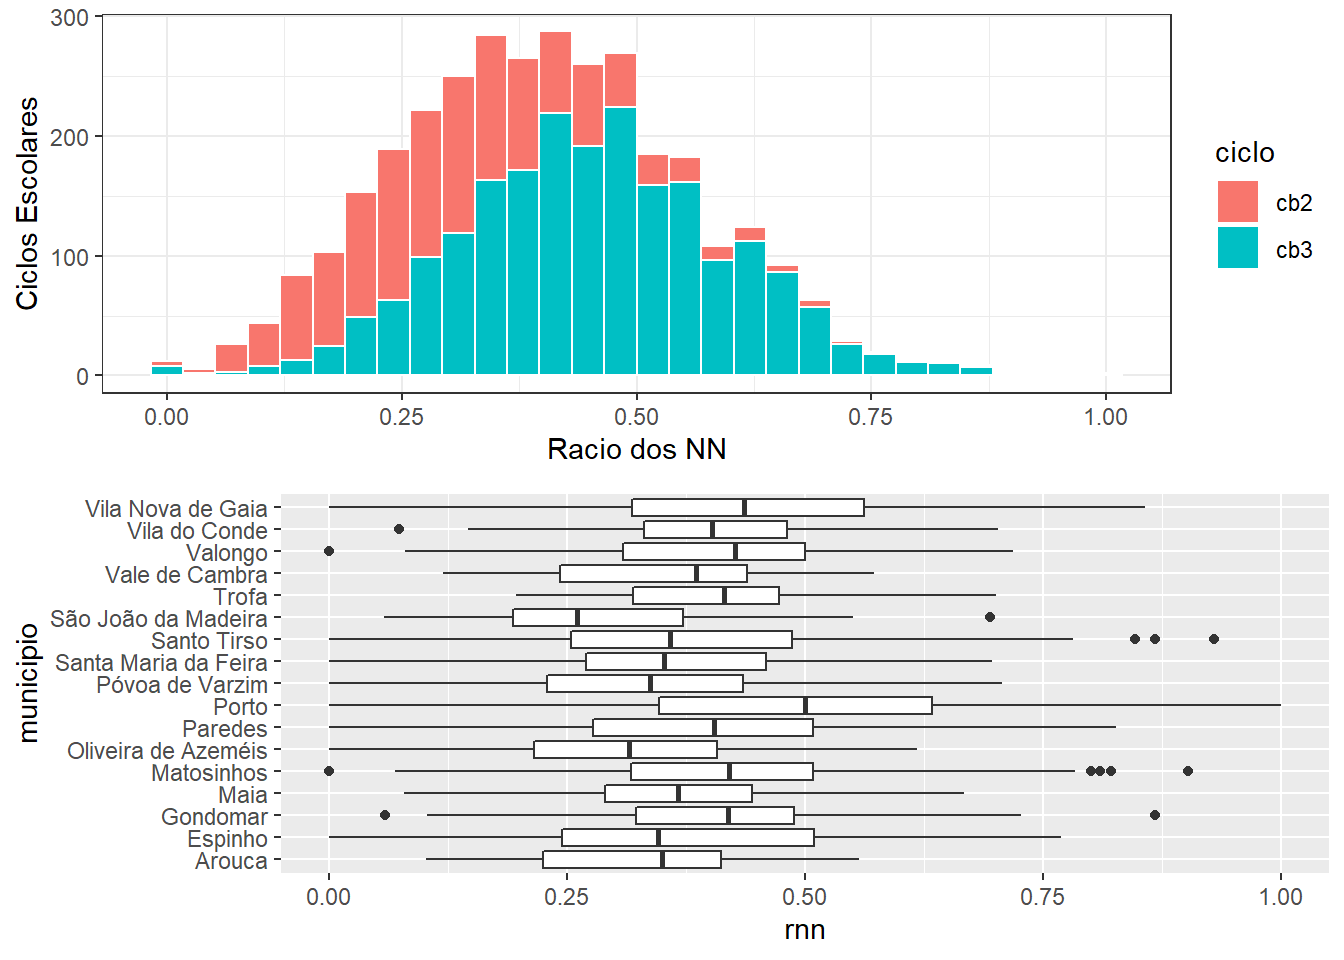 300
200
100
0
Ciclos Escolares
0.00 0.25 0.50 0.75 1.00
Racio dos NN
ciclo
cb2
cb3
Vila Nova de Gaia
Vila do Conde
Valongo
Vale de Cambra
Trofa
São João da Madeira
Santo Tirso
Santa Maria da Feira
Póvoa de Varzim
Porto
Paredes
Oliveira de Azeméis
Matosinhos
Maia
Gondomar
Espinho
Arouca
municipio
0.00 0.25 0.50 0.75 1.00
rnn